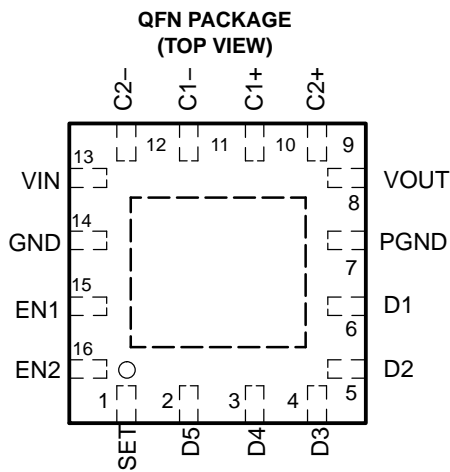 QFN PACKAGE
(TOP VIEW)
C2–
C1–
C1+
C2+
12
11
10
9
13
VIN
VOUT
8
14
GND
PGND
7
15
EN1
D1
6
16
EN2
D2
5
1
2
3
4
SET
D5
D4
D3